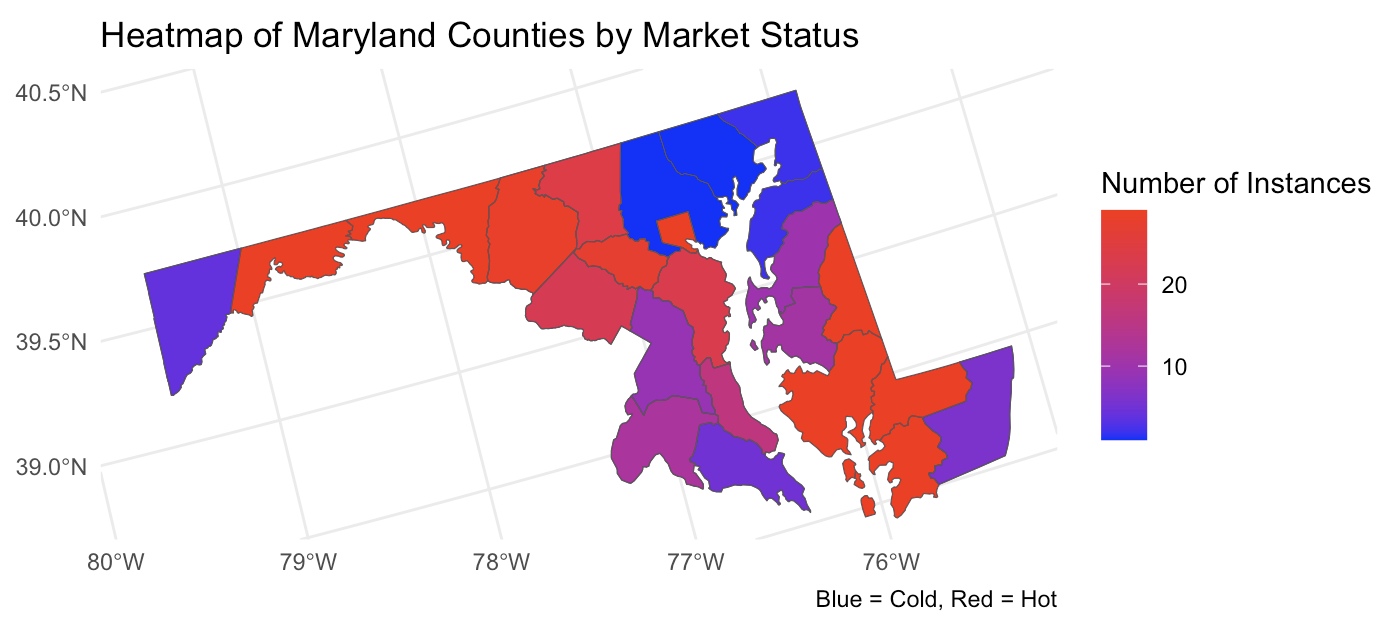 Heatmap of Maryland Counties by Market Status
40.5°N
40.0°N
39.5°N
39.0°N
80°W
79°W
78°W
77°W
76°W
Number of Instances
20
10
Blue = Cold, Red = Hot